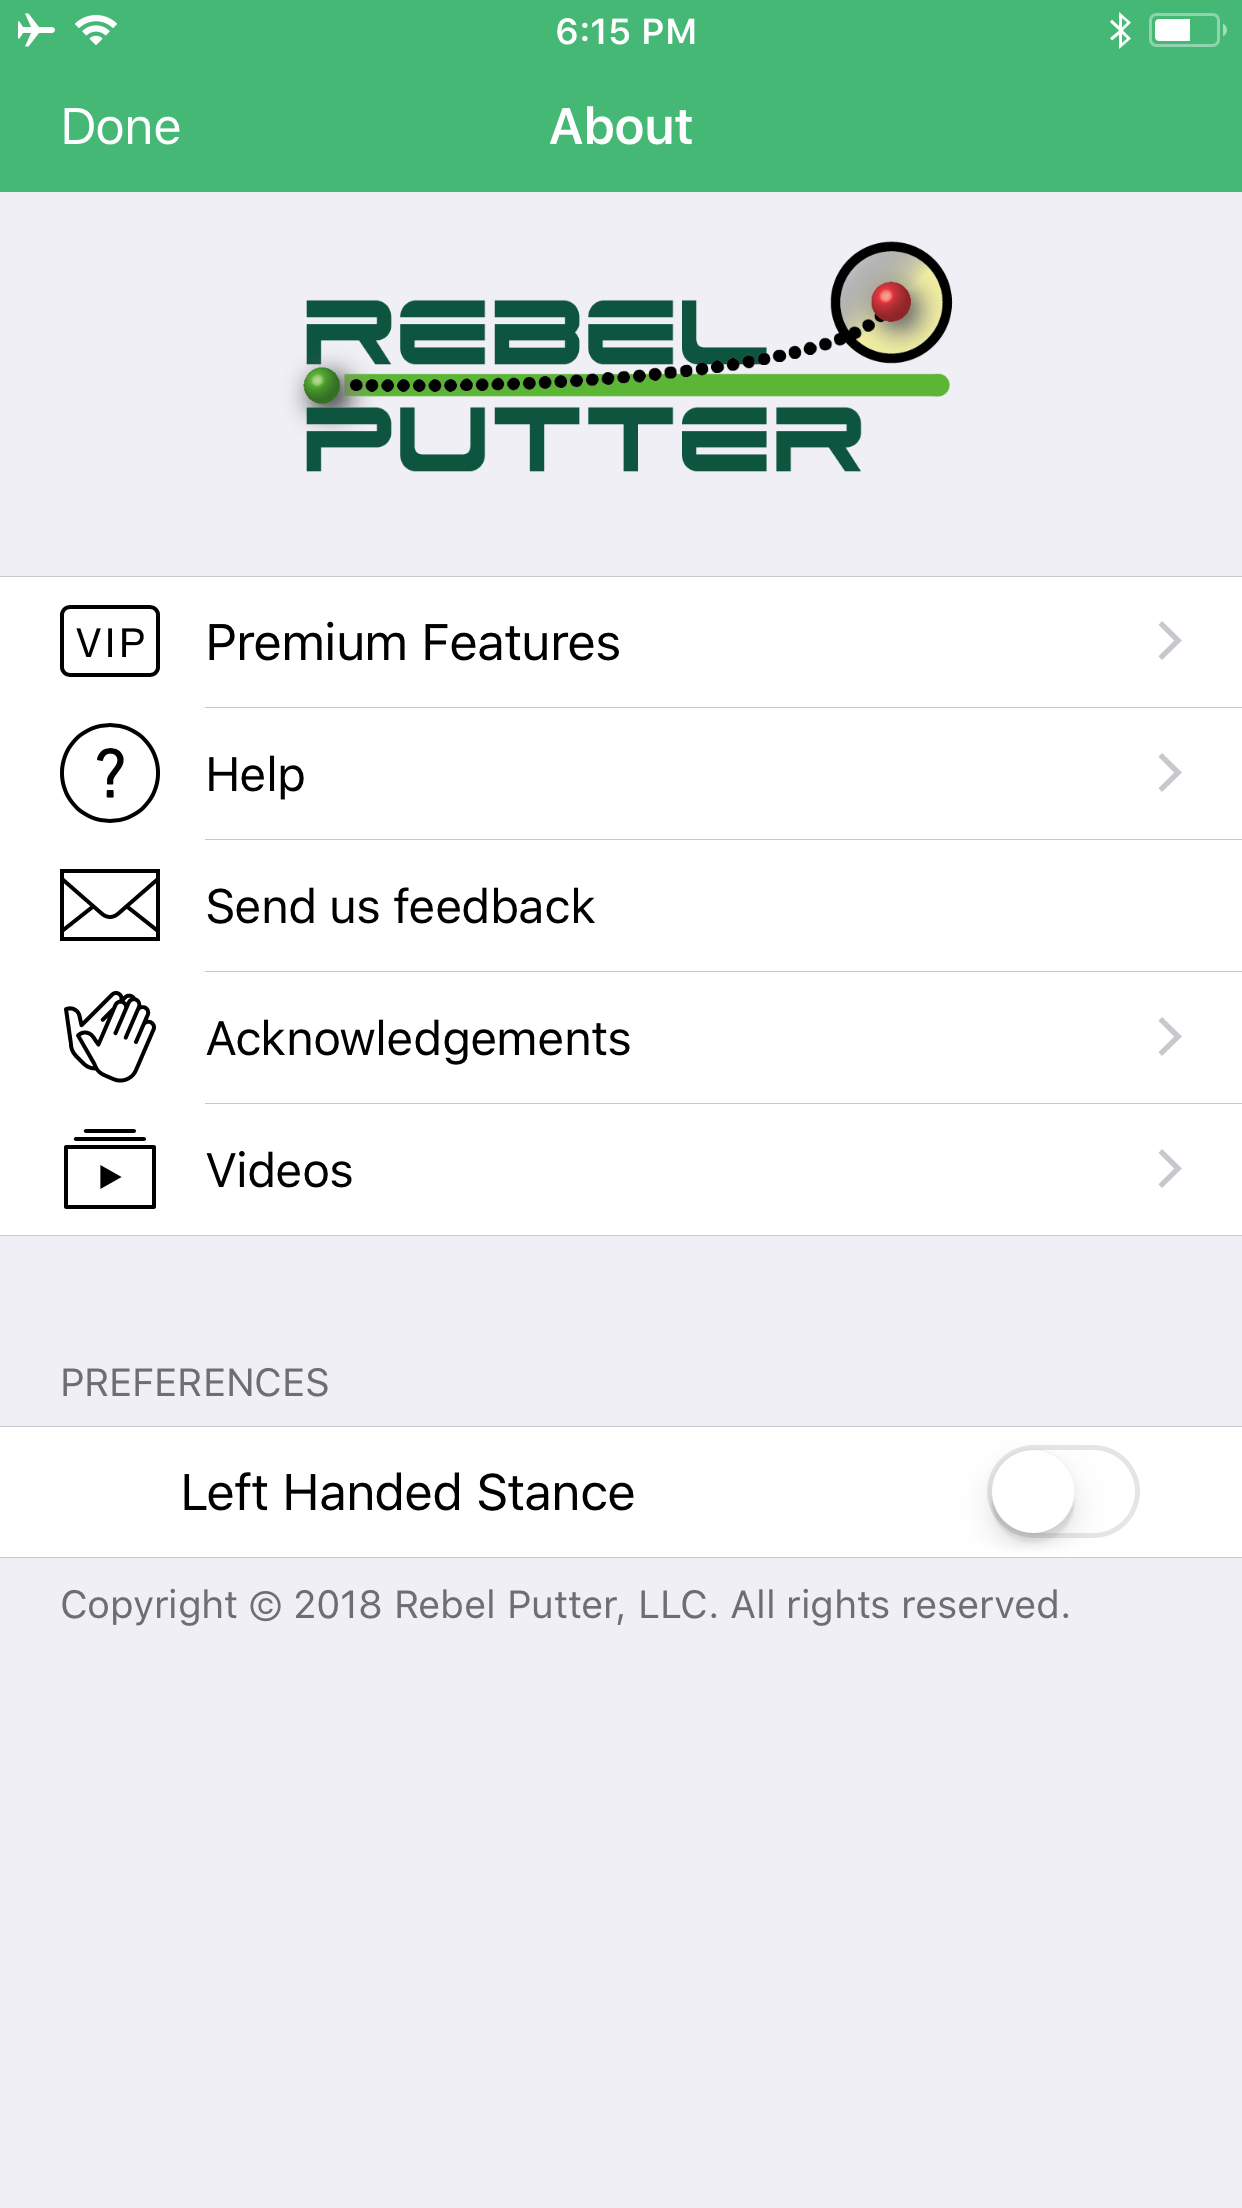 6:15 PM
Done
About
REBEL
PUTTER
VIP
Premium Features
?
Help
Send us feedback
Acknowledgements
Videos
PREFERENCES
Left Handed Stance
Copyright © 2018 Rebel Putter, LLC. All rights reserved.